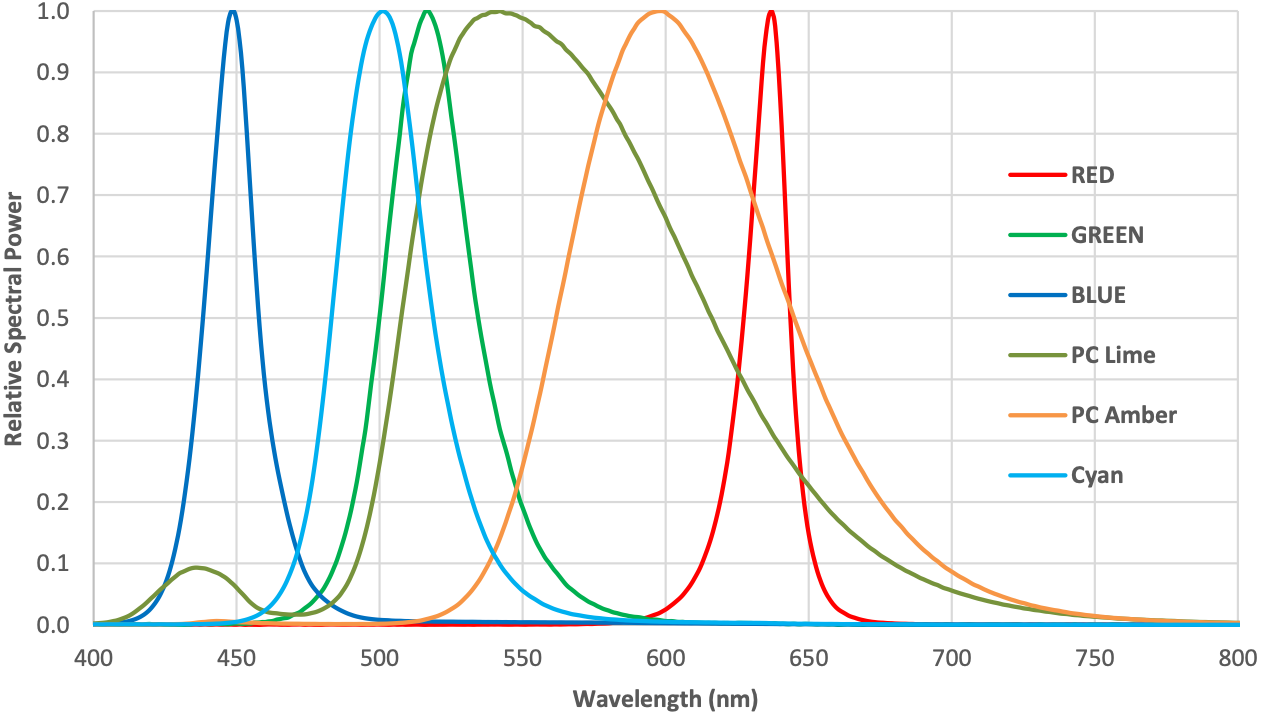 1.0
0.9
0.8
0.7
0.6
0.5
0.4
0.3
0.2
0.1
0.0
Relative Spectral Power
RED
GREEN
BLUE
PC Lime
PC Amber
Cyan
400 450 500 550 600 650 700 750 800
Wavelength (nm)